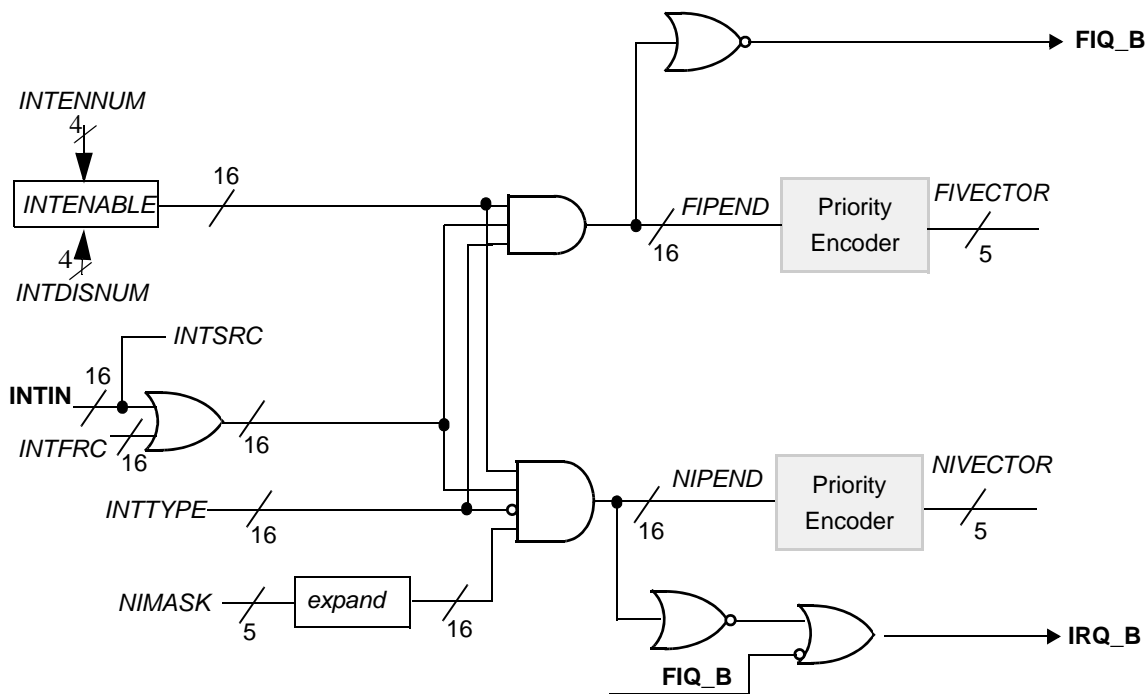 FIQ_B
INTENNUM
4
INTENABLE
16
4
INTDISNUM
FIPEND
16
Priority
Encoder
FIVECTOR
5
INTSRC
16
INTIN
INTFRC
16
16
INTTYPE
16
NIPEND
16
Priority
Encoder
NIVECTOR
5
NIMASK
5
expand
16
FIQ_B
IRQ_B